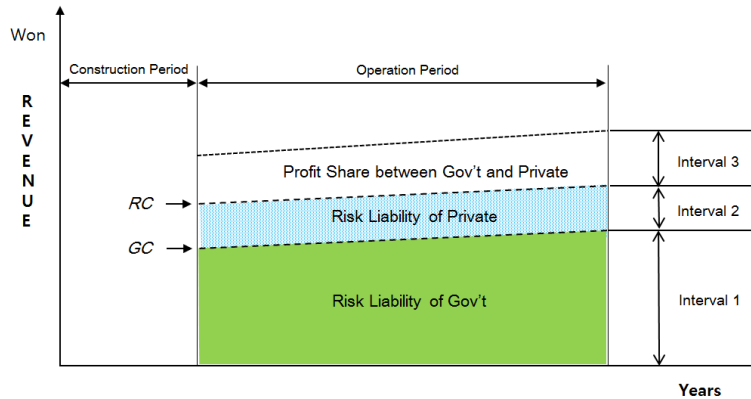 Won
Construction Period
Operation Period
REVENUE
Profit Share between Gov't and Private
Interval 3
RC
Risk Liability of Private
Interval 2
GC
Risk Liability of Gov't
Interval 1
Years